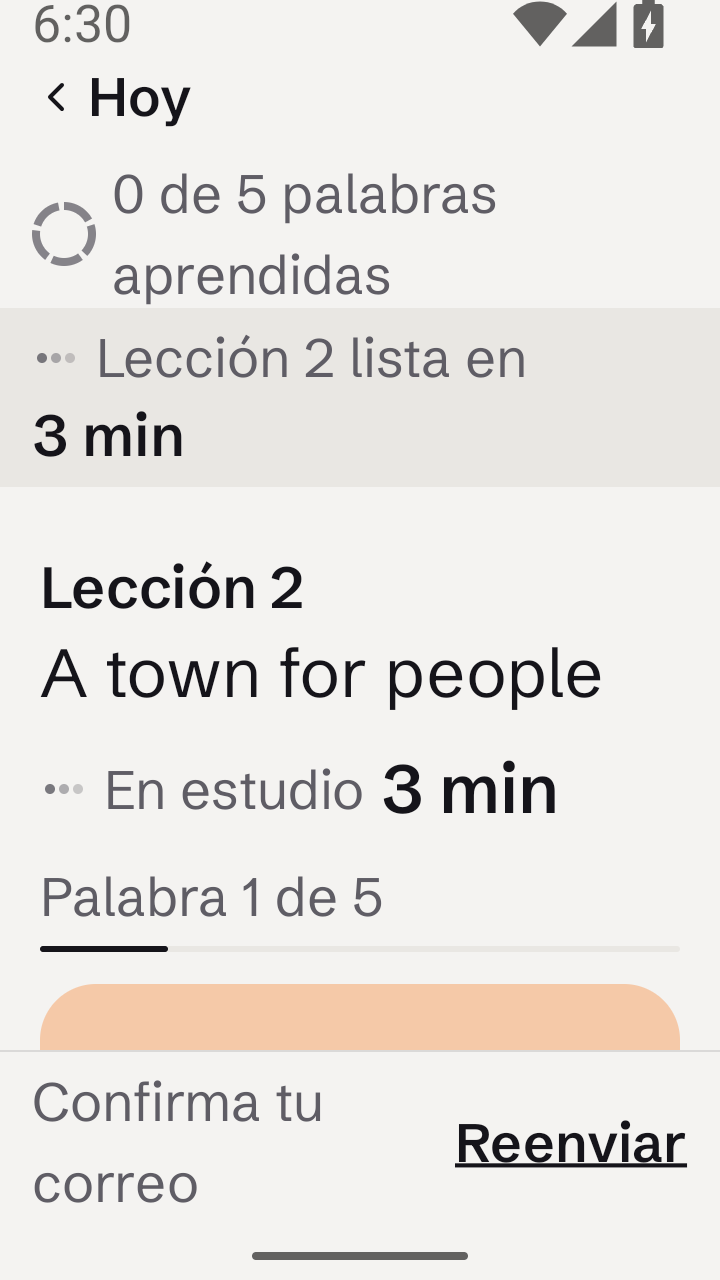 6:30
Hoy
0 de 5 palabras
aprendidas
Lección 2 lista en
3 min
Lección 2
A town for people
En estudio 3 min
Palabra 1 de 5
Confirma tu
correo
Reenviar